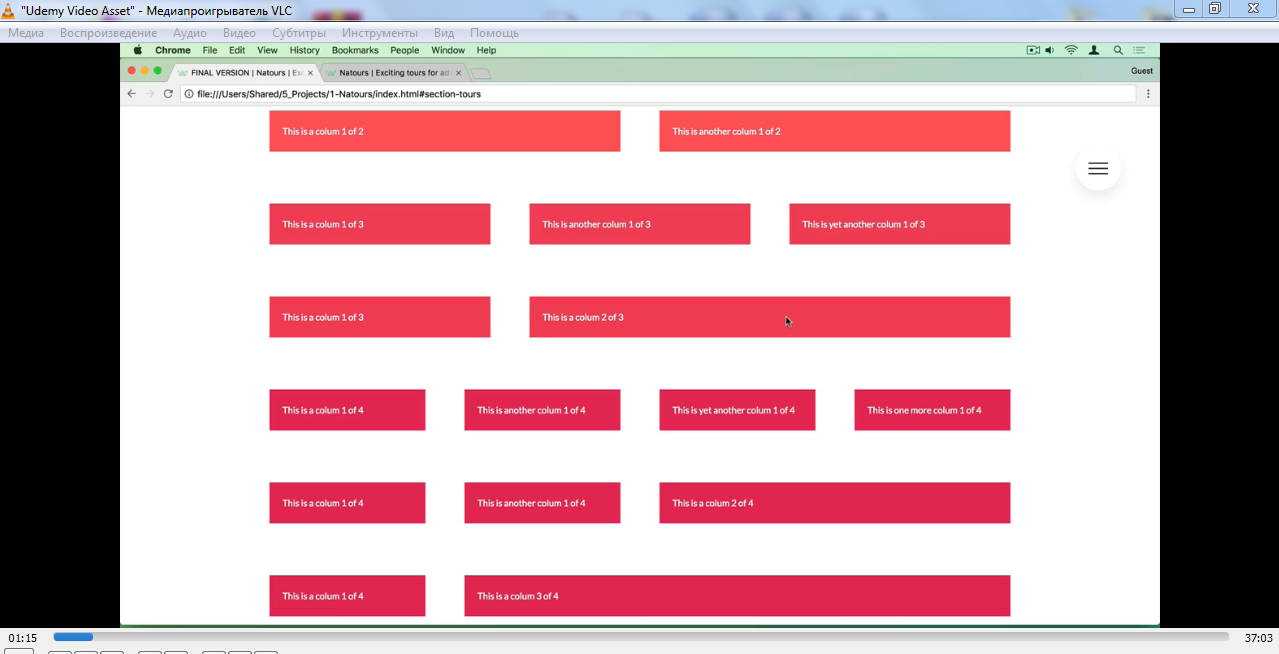 "Udemy Video Asset" - Медиапроигрыватель VLC
Медиа Воспроизведение Аудио Видео Субтитры Инструменты Вид Помощь
Chrome File Edit View History Bookmarks People Window Help
FINAL VERSION | Natours | Exc Natours | Exciting tours for adv Guest
file:///Users/Shared/5_Projects/1-Natours/index.html#section-tours
This is a colum 1 of 2 This is another colum 1 of 2
This is a colum 1 of 3 This is another colum 1 of 3 This is yet another colum 1 of 3
This is a colum 1 of 3 This is a colum 2 of 3
This is a colum 1 of 4 This is another colum 1 of 4 This is yet another colum 1 of 4 This is one more colum 1 of 4
This is a colum 1 of 4 This is another colum 1 of 4 This is a colum 2 of 4
This is a colum 1 of 4 This is a colum 3 of 4
01:15 37:03